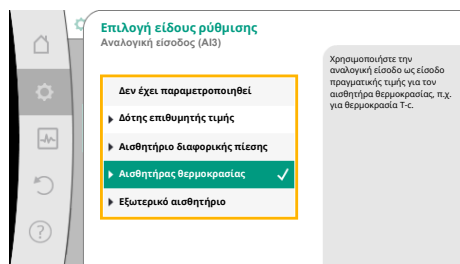 Επιλογή είδους ρύθμισης
Αναλογική είσοδος (AI3)
Δεν έχει παραμετροποιηθεί
Δότης επιθυμητής τιμής
Αισθητήριο διαφορικής πίεσης
Αισθητήρας θερμοκρασίας
Εξωτερικό αισθητήριο
Χρησιμοποιήστε την
αναλογική είσοδο ως είσοδο
πραγματικής τιμής για τον
αισθητήρα θερμοκρασίας, π.χ.
για θερμοκρασία T-c.